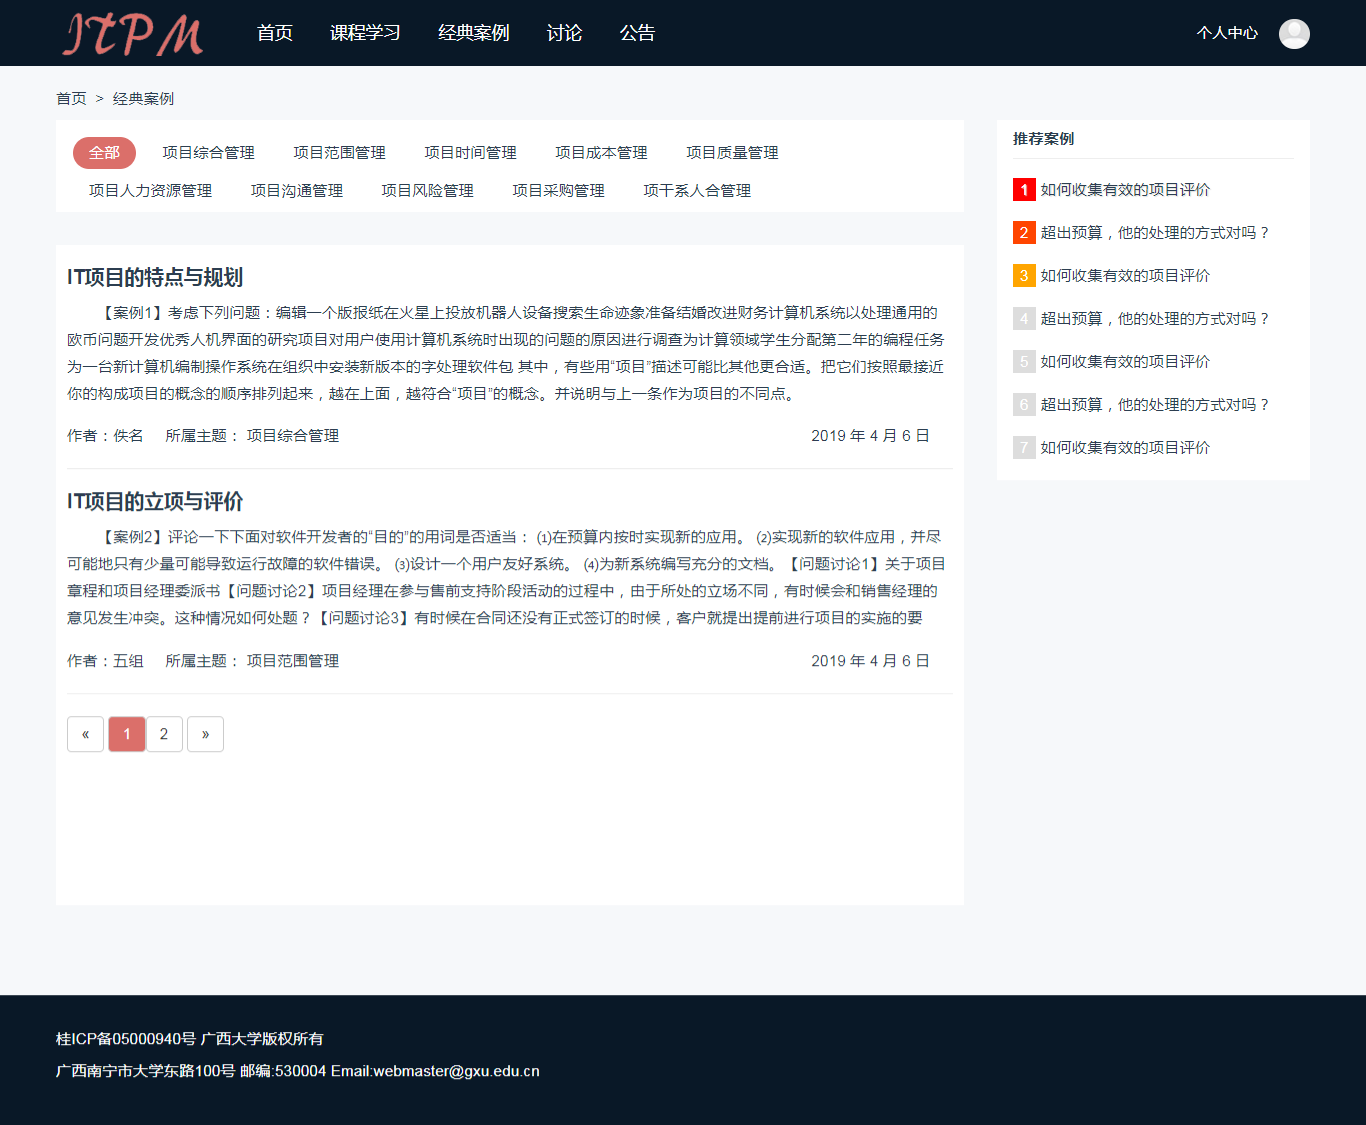 ITPM 首页 课程学习 经典案例 讨论 公告 个人中心
首页 > 经典案例
全部 项目综合管理 项目范围管理 项目时间管理 项目成本管理 项目质量管理
项目人力资源管理 项目沟通管理 项目风险管理 项目采购管理 项干系人合管理
IT项目的特点与规划
【案例1】考虑下列问题：编辑一个版报纸在火星上投放机器人设备搜索生命迹象准备结婚改进财务计算机系统以处理通用的
欧币问题开发优秀人机界面的研究项目对用户使用计算机系统时出现的问题的原因进行调查为计算领域学生分配第二年的编程任务
为一台新计算机编制操作系统在组织中安装新版本的字处理软件包 其中，有些用“项目”描述可能比其他更合适。把它们按照最接近
你的构成项目的概念的顺序排列起来，越在上面，越符合“项目”的概念。并说明与上一条作为项目的不同点。
作者：佚名 所属主题： 项目综合管理 2019 年 4 月 6 日
IT项目的立项与评价
【案例2】评论一下下面对软件开发者的“目的”的用词是否适当： ⑴在预算内按时实现新的应用。 ⑵实现新的软件应用，并尽
可能地只有少量可能导致运行故障的软件错误。 ⑶设计一个用户友好系统。 ⑷为新系统编写充分的文档。【问题讨论1】关于项目
章程和项目经理委派书【问题讨论2】项目经理在参与售前支持阶段活动的过程中，由于所处的立场不同，有时候会和销售经理的
意见发生冲突。这种情况如何处题？【问题讨论3】有时候在合同还没有正式签订的时候，客户就提出提前进行项目的实施的要
作者：五组 所属主题： 项目范围管理 2019 年 4 月 6 日
« 1 2 »
推荐案例
1 如何收集有效的项目评价
2 超出预算，他的处理的方式对吗？
3 如何收集有效的项目评价
4 超出预算，他的处理的方式对吗？
5 如何收集有效的项目评价
6 超出预算，他的处理的方式对吗？
7 如何收集有效的项目评价
桂ICP备05000940号 广西大学版权所有
广西南宁市大学东路100号 邮编:530004 Email:webmaster@gxu.edu.cn